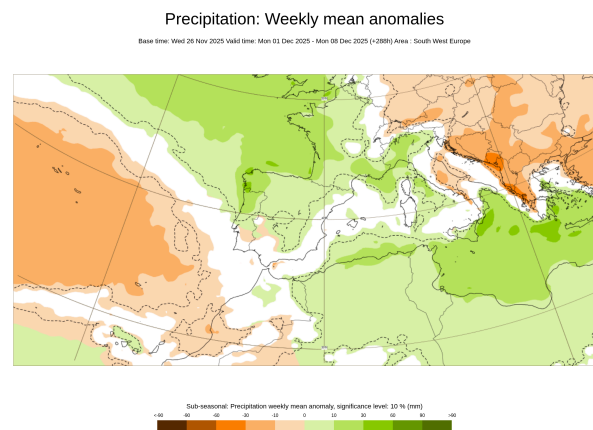 Precipitation: Weekly mean anomalies
Base time: Wed 26 Nov 2025 Valid time: Mon 01 Dec 2025 - Mon 08 Dec 2025 (+288h) Area : South West Europe
Sub-seasonal: Precipitation weekly mean anomaly, significance level: 10 % (mm)
<-90 -90 -60 -30 -10 0 10 30 60 90 >90